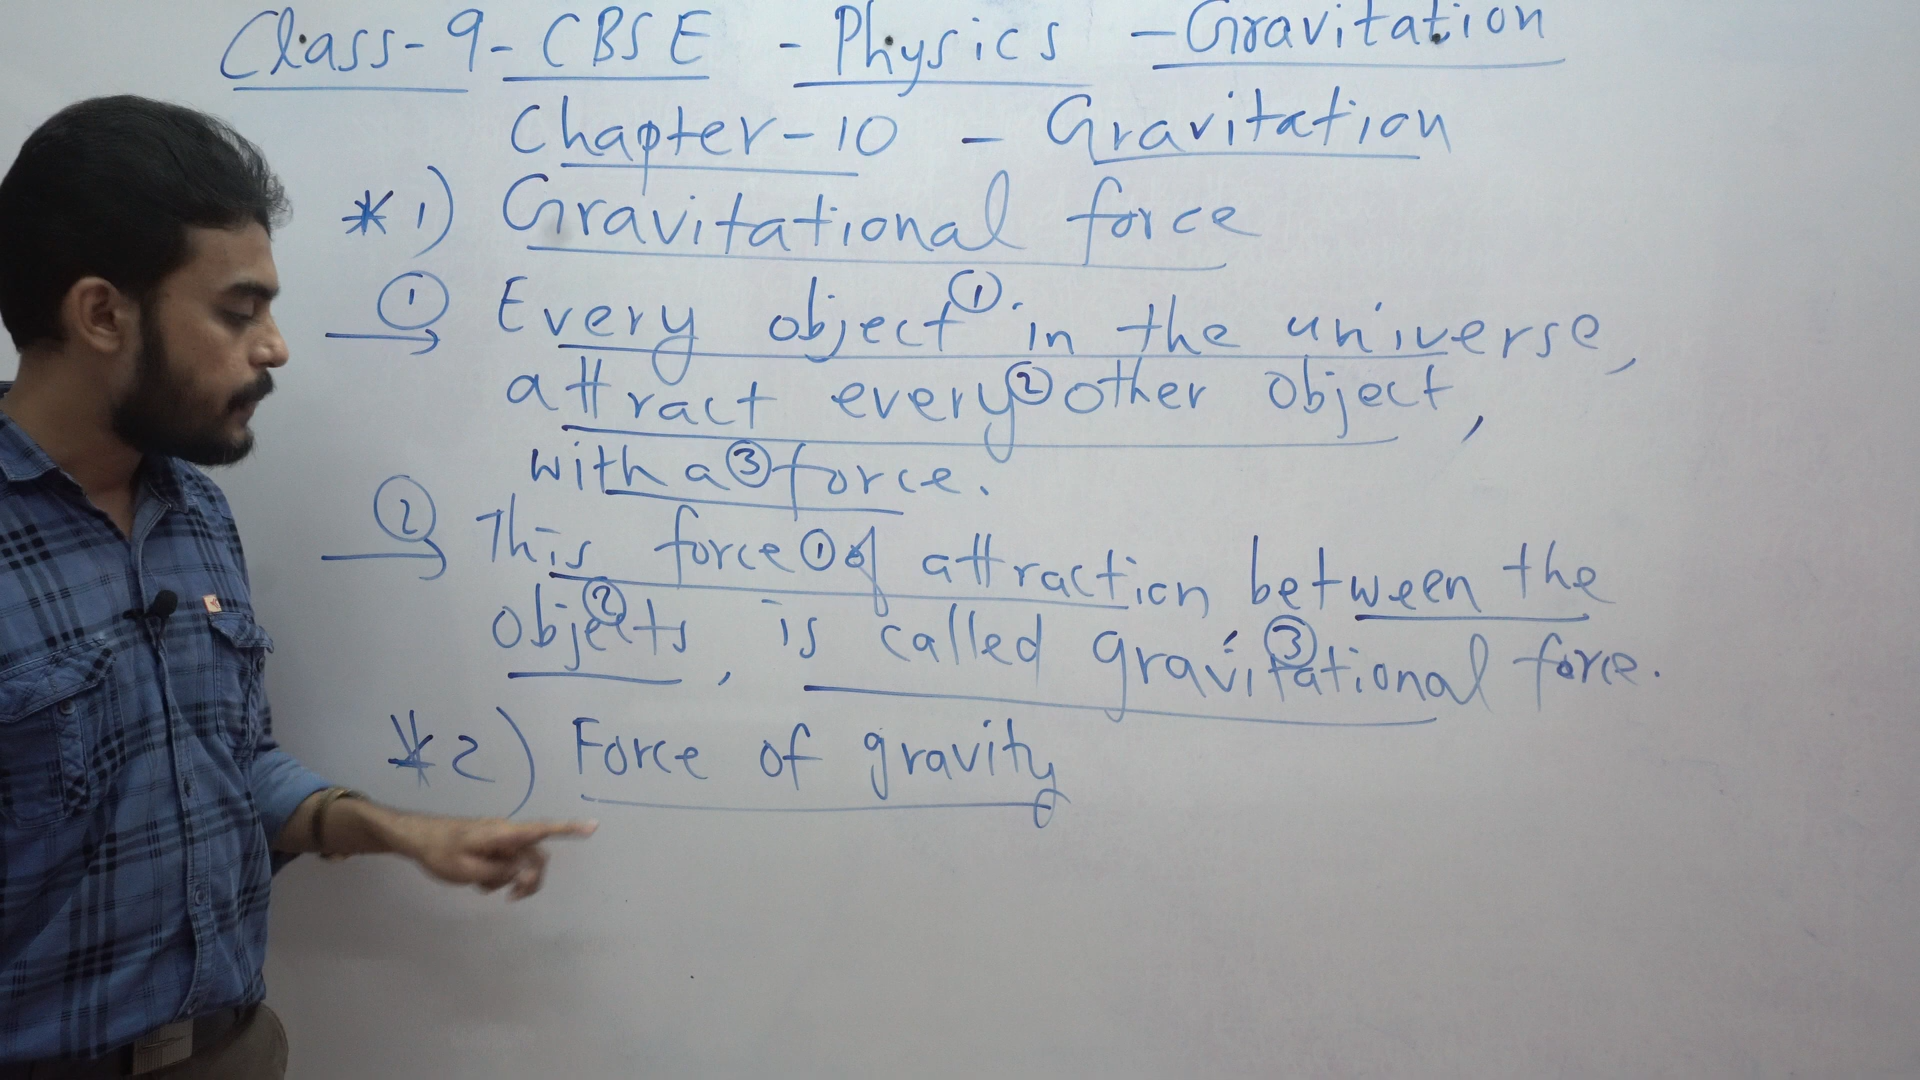 Class-9-CBSE - Physics - Gravitation
Chapter-10 - Gravitation
* 1) Gravitational force
① Every object ① in the universe,
attract every ② other object,
with a ③ force.
② This force ① of attraction between the
objects ②, is called gravitational ③ force.
* 2) Force of gravity